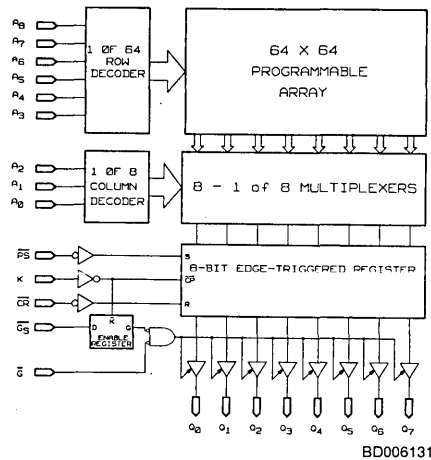 A8
A7
A6
A5
A4
A3
1 OF 64
ROW
DECODER
64 X 64
PROGRAMMABLE
ARRAY
A2
A1
A0
1 OF 8
COLUMN
DECODER
8 - 1 of 8 MULTIPLEXERS
PS
K
GS
G
S
CP
R
8-BIT EDGE-TRIGGERED REGISTER
D
R
Q
ENABLE
REGISTER
Q0 Q1 Q2 Q3 Q4 Q5 Q6 Q7
BD006131